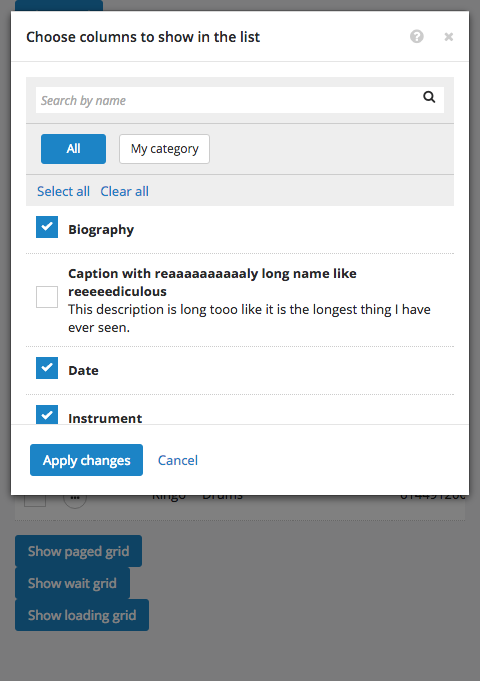 Choose columns to show in the list
Search by name
All
My category
Select all Clear all
Biography
Caption with reaaaaaaaaaly long name like
reeeeediculous
This description is long tooo like it is the longest thing I have
ever seen.
Date
Instrument
Apply changes
Cancel
Ringo Drums
Show paged grid
Show wait grid
Show loading grid